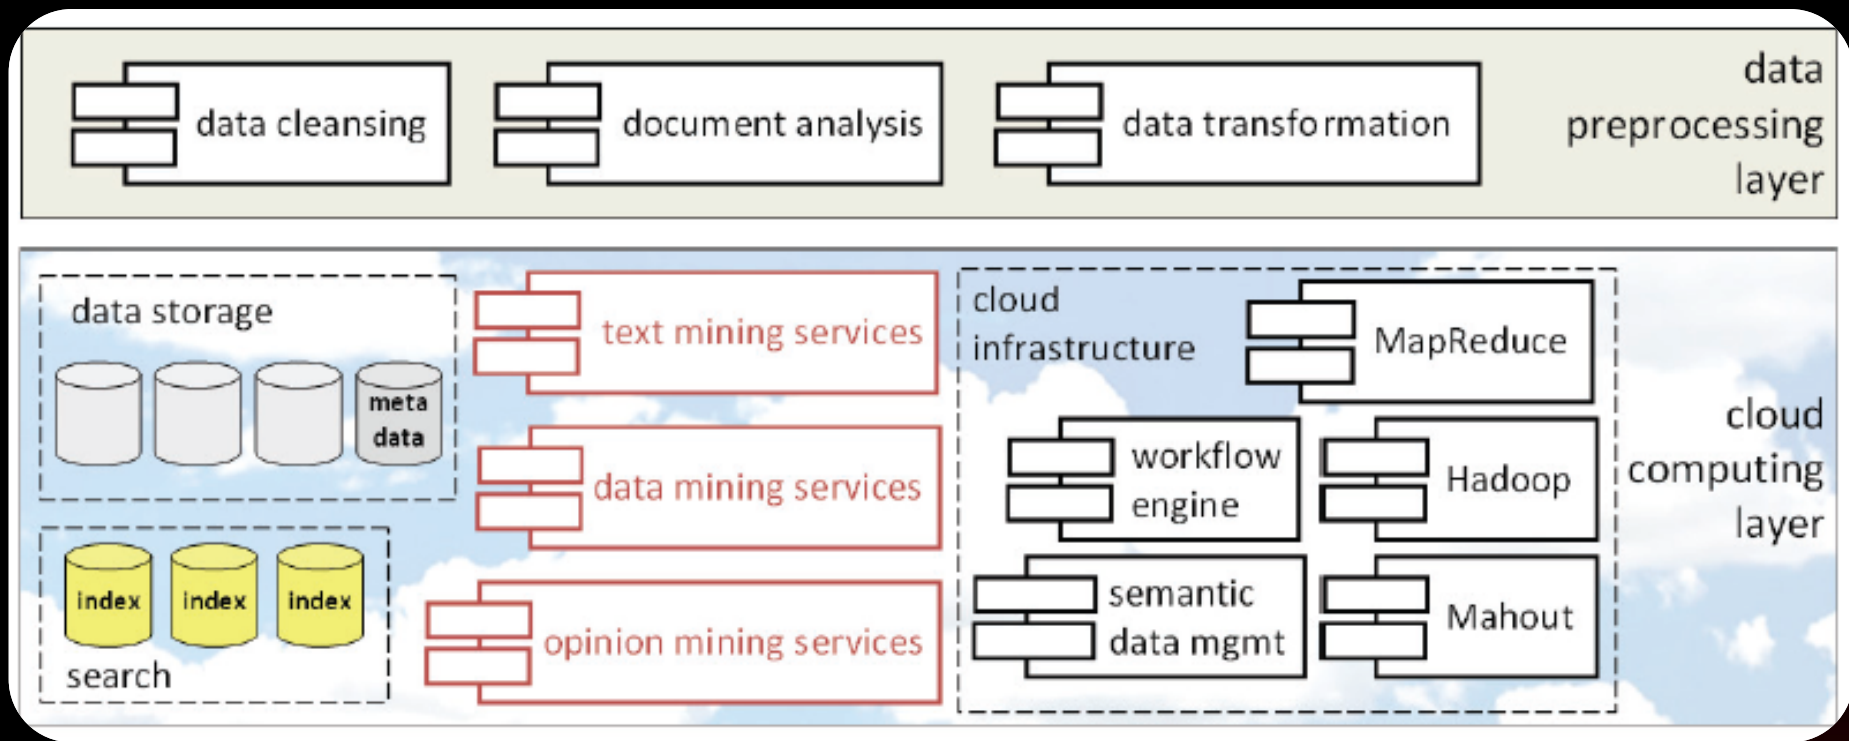 data cleansing
document analysis
data transformation
data
preprocessing
layer
data storage
meta
data
index
index
index
search
text mining services
data mining services
opinion mining services
cloud
infrastructure
MapReduce
workflow
engine
Hadoop
semantic
data mgmt
Mahout
cloud
computing
layer